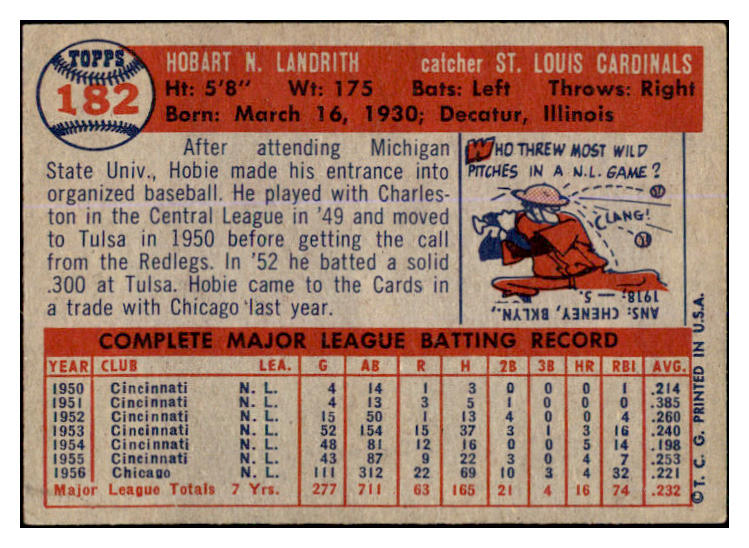 TOPPS
182
HOBART N. LANDRITH catcher ST. LOUIS CARDINALS
Ht: 5'8" Wt: 175 Bats: Left Throws: Right
Born: March 16, 1930; Decatur, Illinois
After attending Michigan
State Univ., Hobie made his entrance into
organized baseball. He played with Charles-
ton in the Central League in '49 and moved
to Tulsa in 1950 before getting the call
from the Redlegs. In '52 he batted a solid
.300 at Tulsa. Hobie came to the Cards in
a trade with Chicago last year.
WHO THREW MOST WILD
PITCHES IN A N.L. GAME?
CLANG!
ANS: CHENEY, BKLYN.,
1918: — 5.
COMPLETE MAJOR LEAGUE BATTING RECORD
YEAR CLUB LEA. G AB R H 2B 3B HR RBI AVG.
1950 Cincinnati N. L. 4 14 1 3 0 0 0 1 .214
1951 Cincinnati N. L. 4 13 3 5 1 0 0 0 .385
1952 Cincinnati N. L. 15 50 1 13 4 0 0 4 .260
1953 Cincinnati N. L. 52 154 15 37 3 1 3 16 .240
1954 Cincinnati N. L. 48 81 12 16 0 0 5 14 .198
1955 Cincinnati N. L. 43 87 9 22 3 0 4 7 .253
1956 Chicago N. L. 111 312 22 69 10 3 4 32 .221
Major League Totals 7 Yrs. 277 711 63 165 21 4 16 74 .232
©T. C. G. PRINTED IN U.S.A.